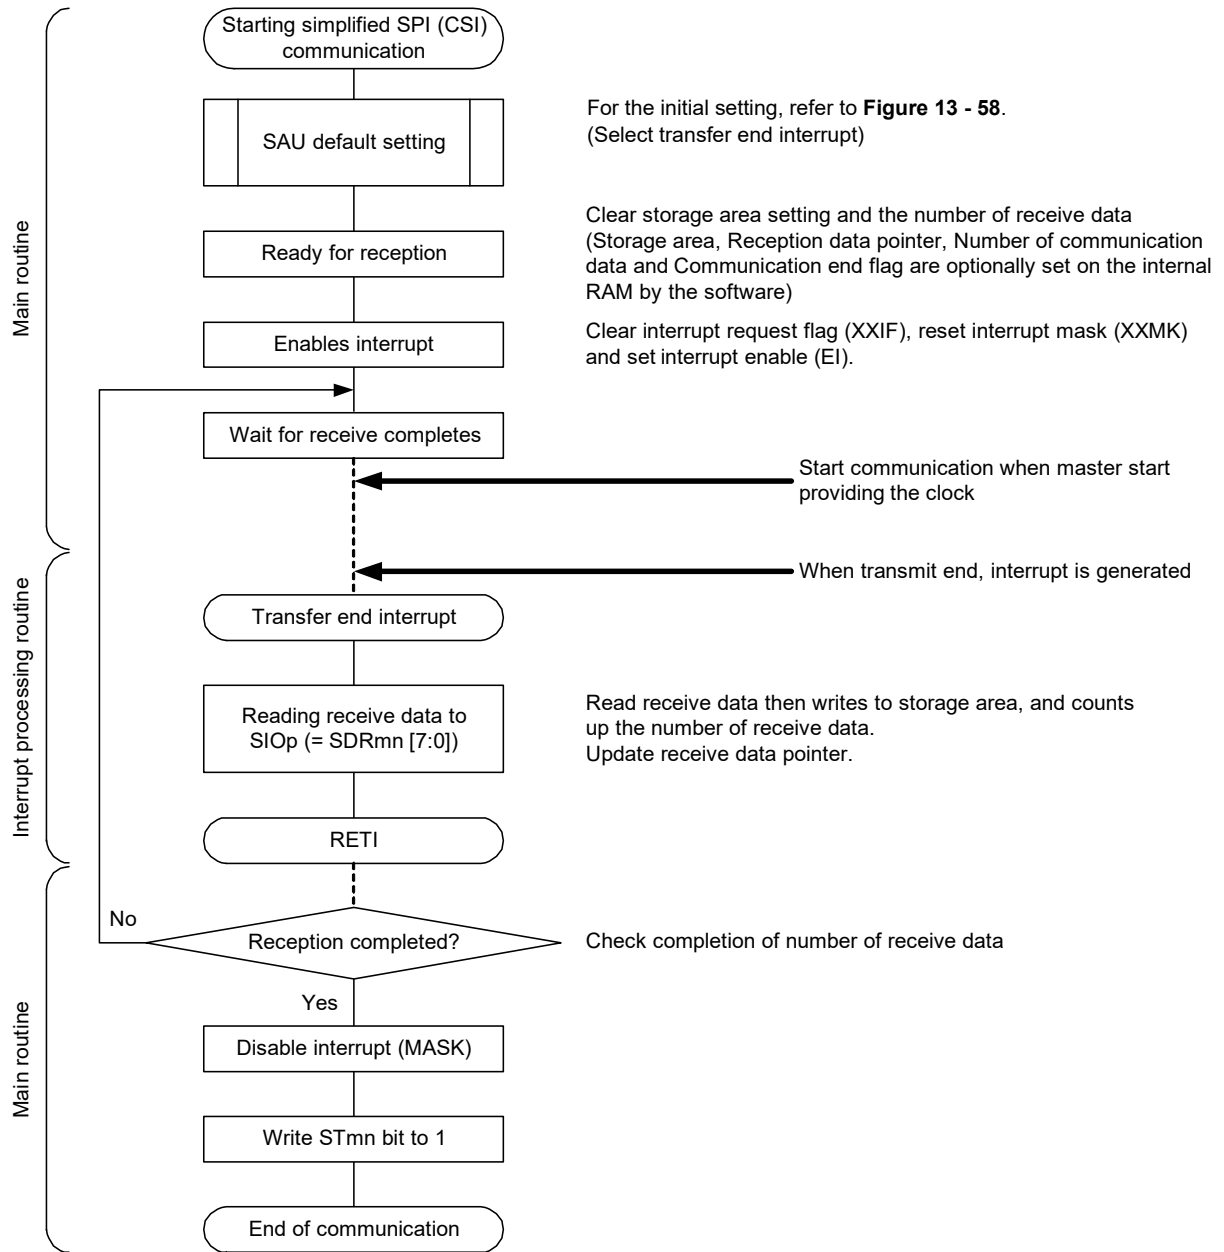 Starting simplified SPI (CSI)
communication
SAU default setting
For the initial setting, refer to Figure 13 - 58.
(Select transfer end interrupt)
Ready for reception
Clear storage area setting and the number of receive data
(Storage area, Reception data pointer, Number of communication
data and Communication end flag are optionally set on the internal
RAM by the software)
Enables interrupt
Clear interrupt request flag (XXIF), reset interrupt mask (XXMK)
and set interrupt enable (EI).
Main routine
Wait for receive completes
Start communication when master start
providing the clock
When transmit end, interrupt is generated
Transfer end interrupt
Reading receive data to
SIOp (= SDRmn [7:0])
Read receive data then writes to storage area, and counts
up the number of receive data.
Update receive data pointer.
RETI
Interrupt processing routine
No
Reception completed?
Check completion of number of receive data
Yes
Disable interrupt (MASK)
Write STmn bit to 1
End of communication
Main routine